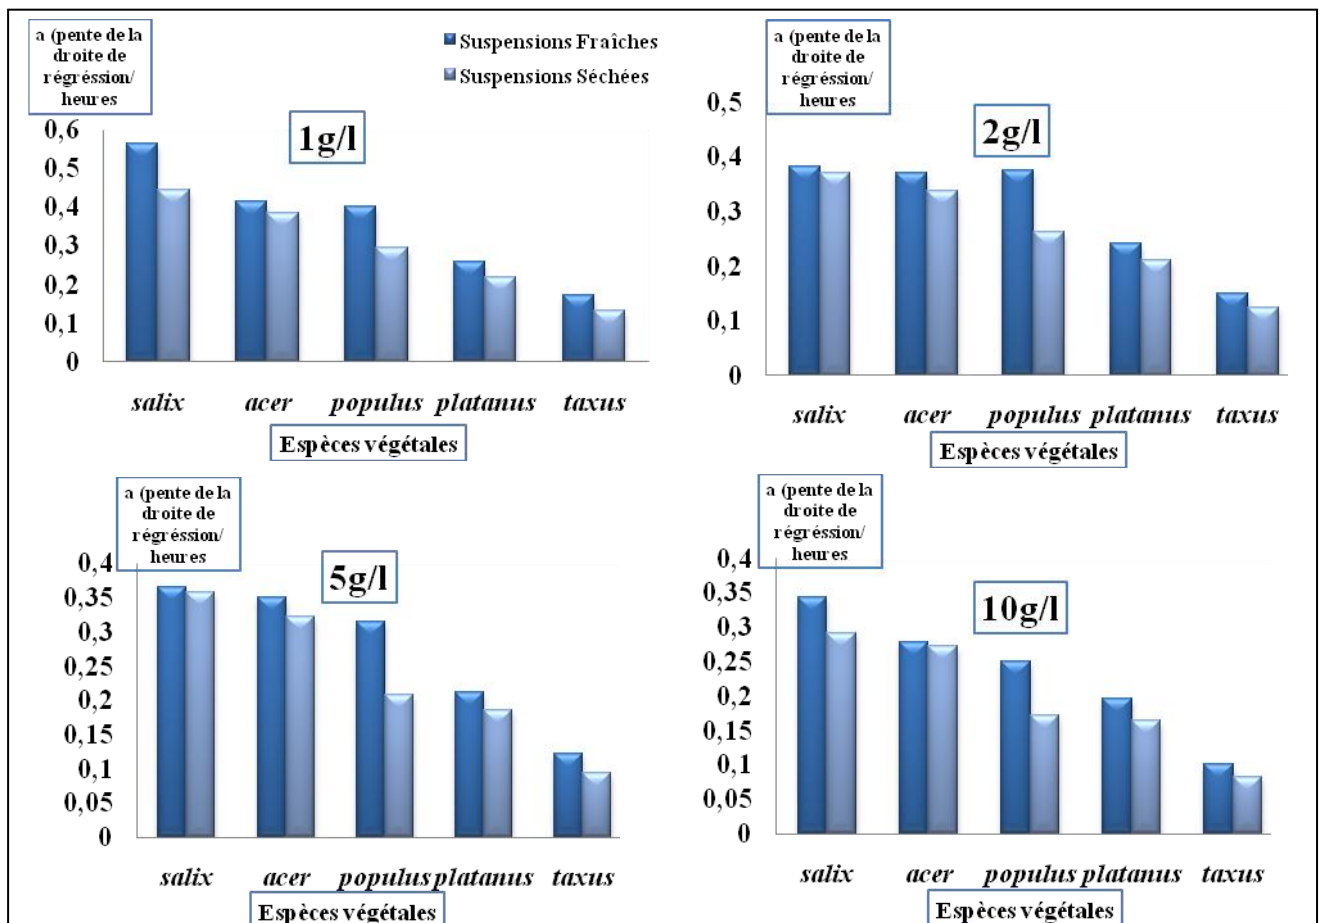 a (pente de la
droite de
régréssion/
heures
Suspensions Fraîches
Suspensions Séchées
1g/l
0,6
0,5
0,4
0,3
0,2
0,1
0
salix acer populus platanus taxus
Espèces végétales
a (pente de la
droite de
régréssion/
heures
2g/l
0,5
0,4
0,3
0,2
0,1
0
salix acer populus platanus taxus
Espèces végétales
a (pente de la
droite de
régréssion/
heures
5g/l
0,4
0,35
0,3
0,25
0,2
0,15
0,1
0,05
0
salix acer populus platanus taxus
Espèces végétales
a (pente de la
droite de
régréssion/
heures
10g/l
0,4
0,35
0,3
0,25
0,2
0,15
0,1
0,05
0
salix acer populus platanus taxus
Espèces végétales